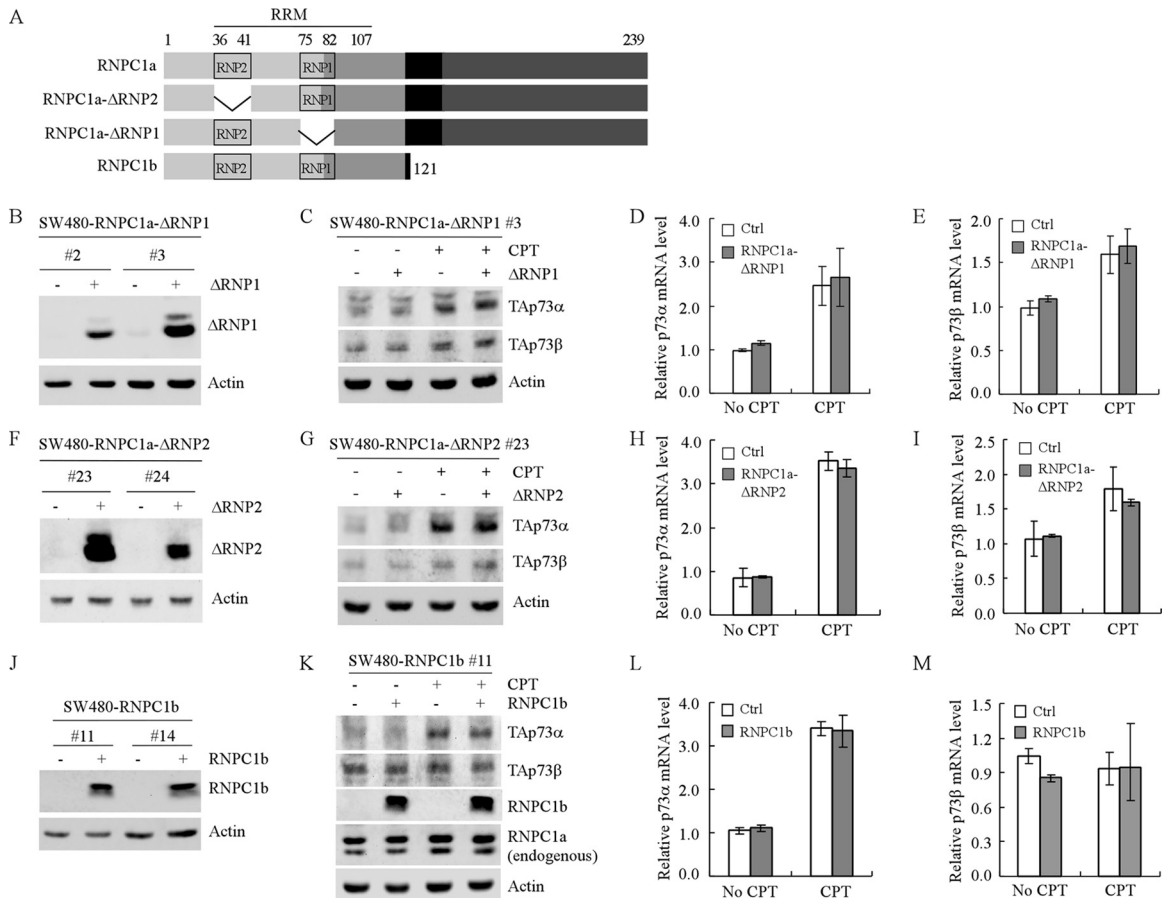 A
RRM
1 36 41 75 82 107 239
RNPC1a RNP2 RNP1
RNPC1a-ΔRNP2 RNP1
RNPC1a-ΔRNP1 RNP2
RNPC1b RNP2 RNP1 121
B
SW480-RNPC1a-ΔRNP1
#2 #3
- + - + ΔRNP1
ΔRNP1
Actin
C
SW480-RNPC1a-ΔRNP1 #3
- - + + CPT
- + - + ΔRNP1
TAp73α
TAp73β
Actin
D
Relative p73α mRNA level
4.0
3.0
2.0
1.0
0.0
Ctrl
RNPC1a-
ΔRNP1
No CPT CPT
E
Relative p73β mRNA level
2.0
1.5
1.0
0.5
0.0
Ctrl
RNPC1a-
ΔRNP1
No CPT CPT
F
SW480-RNPC1a-ΔRNP2
#23 #24
- + - + ΔRNP2
ΔRNP2
Actin
G
SW480-RNPC1a-ΔRNP2 #23
- - + + CPT
- + - + ΔRNP2
TAp73α
TAp73β
Actin
H
Relative p73α mRNA level
4.0
3.0
2.0
1.0
0.0
Ctrl
RNPC1a-
ΔRNP2
No CPT CPT
I
Relative p73β mRNA level
2.5
2.0
1.5
1.0
0.5
0.0
Ctrl
RNPC1a-
ΔRNP2
No CPT CPT
J
SW480-RNPC1b
#11 #14
- + - + RNPC1b
RNPC1b
Actin
K
SW480-RNPC1b #11
- - + + CPT
- + - + RNPC1b
TAp73α
TAp73β
RNPC1b
RNPC1a
(endogenous)
Actin
L
Relative p73α mRNA level
4.0
3.0
2.0
1.0
0.0
Ctrl
RNPC1b
No CPT CPT
M
Relative p73β mRNA level
1.5
1.2
0.9
0.6
0.3
0.0
Ctrl
RNPC1b
No CPT CPT